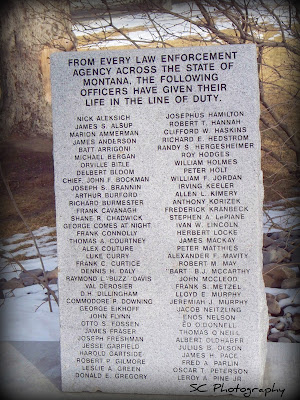 SC Photography
FROM EVERY LAW ENFORCEMENT
AGENCY ACROSS THE STATE OF
MONTANA. THE FOLLOWING
OFFICERS HAVE GIVEN THEIR
LIFE IN THE LINE OF DUTY.
NICK ALEKSICH
JAMES S. ALSUP
MARION AMMERMAN
JAMES ANDERSON
BATT ARRIGONI
MICHAEL BERGAN
ORVILLE BITLE
DELBERT BLOOM
CHIEF, JOHN F. BOCKMAN
JOSEPH S. BRANNIN
ARTHUR BURFORD
RICHARD BURMESTER
FRANK CAVANAGH
SHANE R. CHADWICK
GEORGE COMES AT NIGHT
FRANK CONNOLLY
THOMAS A. COURTNEY
ALEX COUTURE
LUKE CURRY
FRANK C. CURTICE
DENNIS H. DALY
RAYMOND L. "BUZZ" DAVIS
VAL DEROSIER
D.H. DILLINGHAM
COMMODORE P. DOWNING
GEORGE EIKHOFF
JOHN FLYNN
OTTO S. FOSSEN
JAMES FRASER
JOSEPH FRESHMAN
JESSE GARFIELD
HAROLD GARTSIDE
ROBERT P. GILMORE
LESLIE A. GREEN
DONALD E. GREGORY
JOSEPHUS HAMILTON
ROBERT T. HANNAH
CLIFFORD W. HASKINS
RICHARD E. HEDSTROM
RANDY S. HERGESHEIMER
ROY HODGES
WILLIAM HOLMES
PETER HOLT
WILLIAM F. JORDAN
IRVING KEELER
ALLEN L. KIMERY
ANTHONY KORIZEK
FREDERICK KRANBECK
STEPHEN A. LePIANE
IVAN W. LINCOLN
HERBERT LOCKE
JAMES MACKAY
PETER MATTHIES
ALEXANDER F. MAVITY
ROBERT M. MAY
"BART" B.J. MCCARTHY
JOHN MCCLEOD
FRANK S. METZEL
LLOYD E. MURPHY
JEREMIAH J. MURPHY
JACOB NEITZLING
ENOS NELSON
ED O'DONNELL
THOMAS O'NEILL
ALBERT OLDHABER
JULIUS B. OLSON
JAMES H. PACE
FRED A. PAPLIN
OSCAR T. PETERSON
LEROY A. PINE JR.
SC Photography